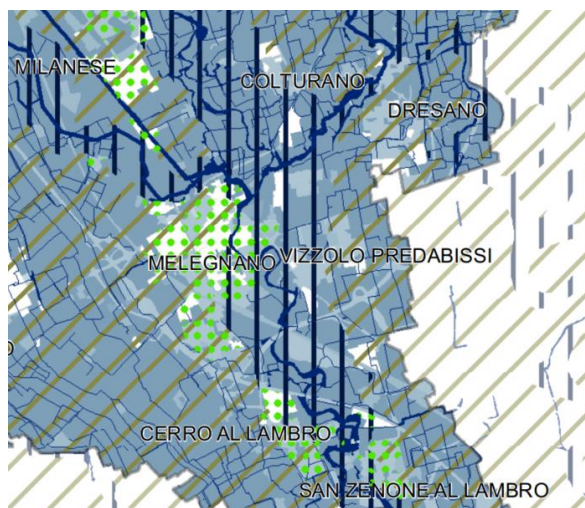 MILANESE
COLTURANO
DRESANO
MELEGNANO
VIZZOLO PREDABISSI
O
CERRO AL LAMBRO
SAN ZENONE AL LAMBRO